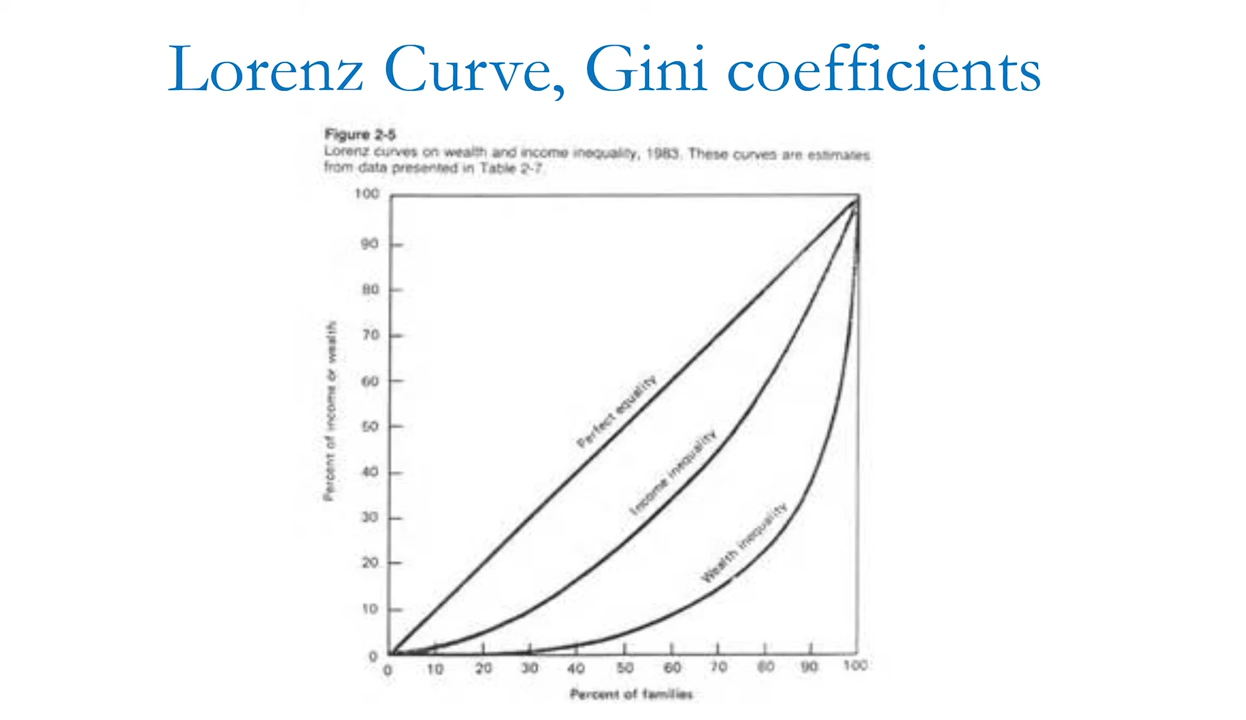 Lorenz Curve, Gini coefficients
Figure 2-5
Lorenz curves on wealth and income inequality, 1983. These curves are estimates
from data presented in Table 2-7.
100
90
80
70
60
50
40
30
20
10
0
Percent of income or wealth
Perfect equality
Income inequality
Wealth inequality
0 10 20 30 40 50 60 70 80 90 100
Percent of families